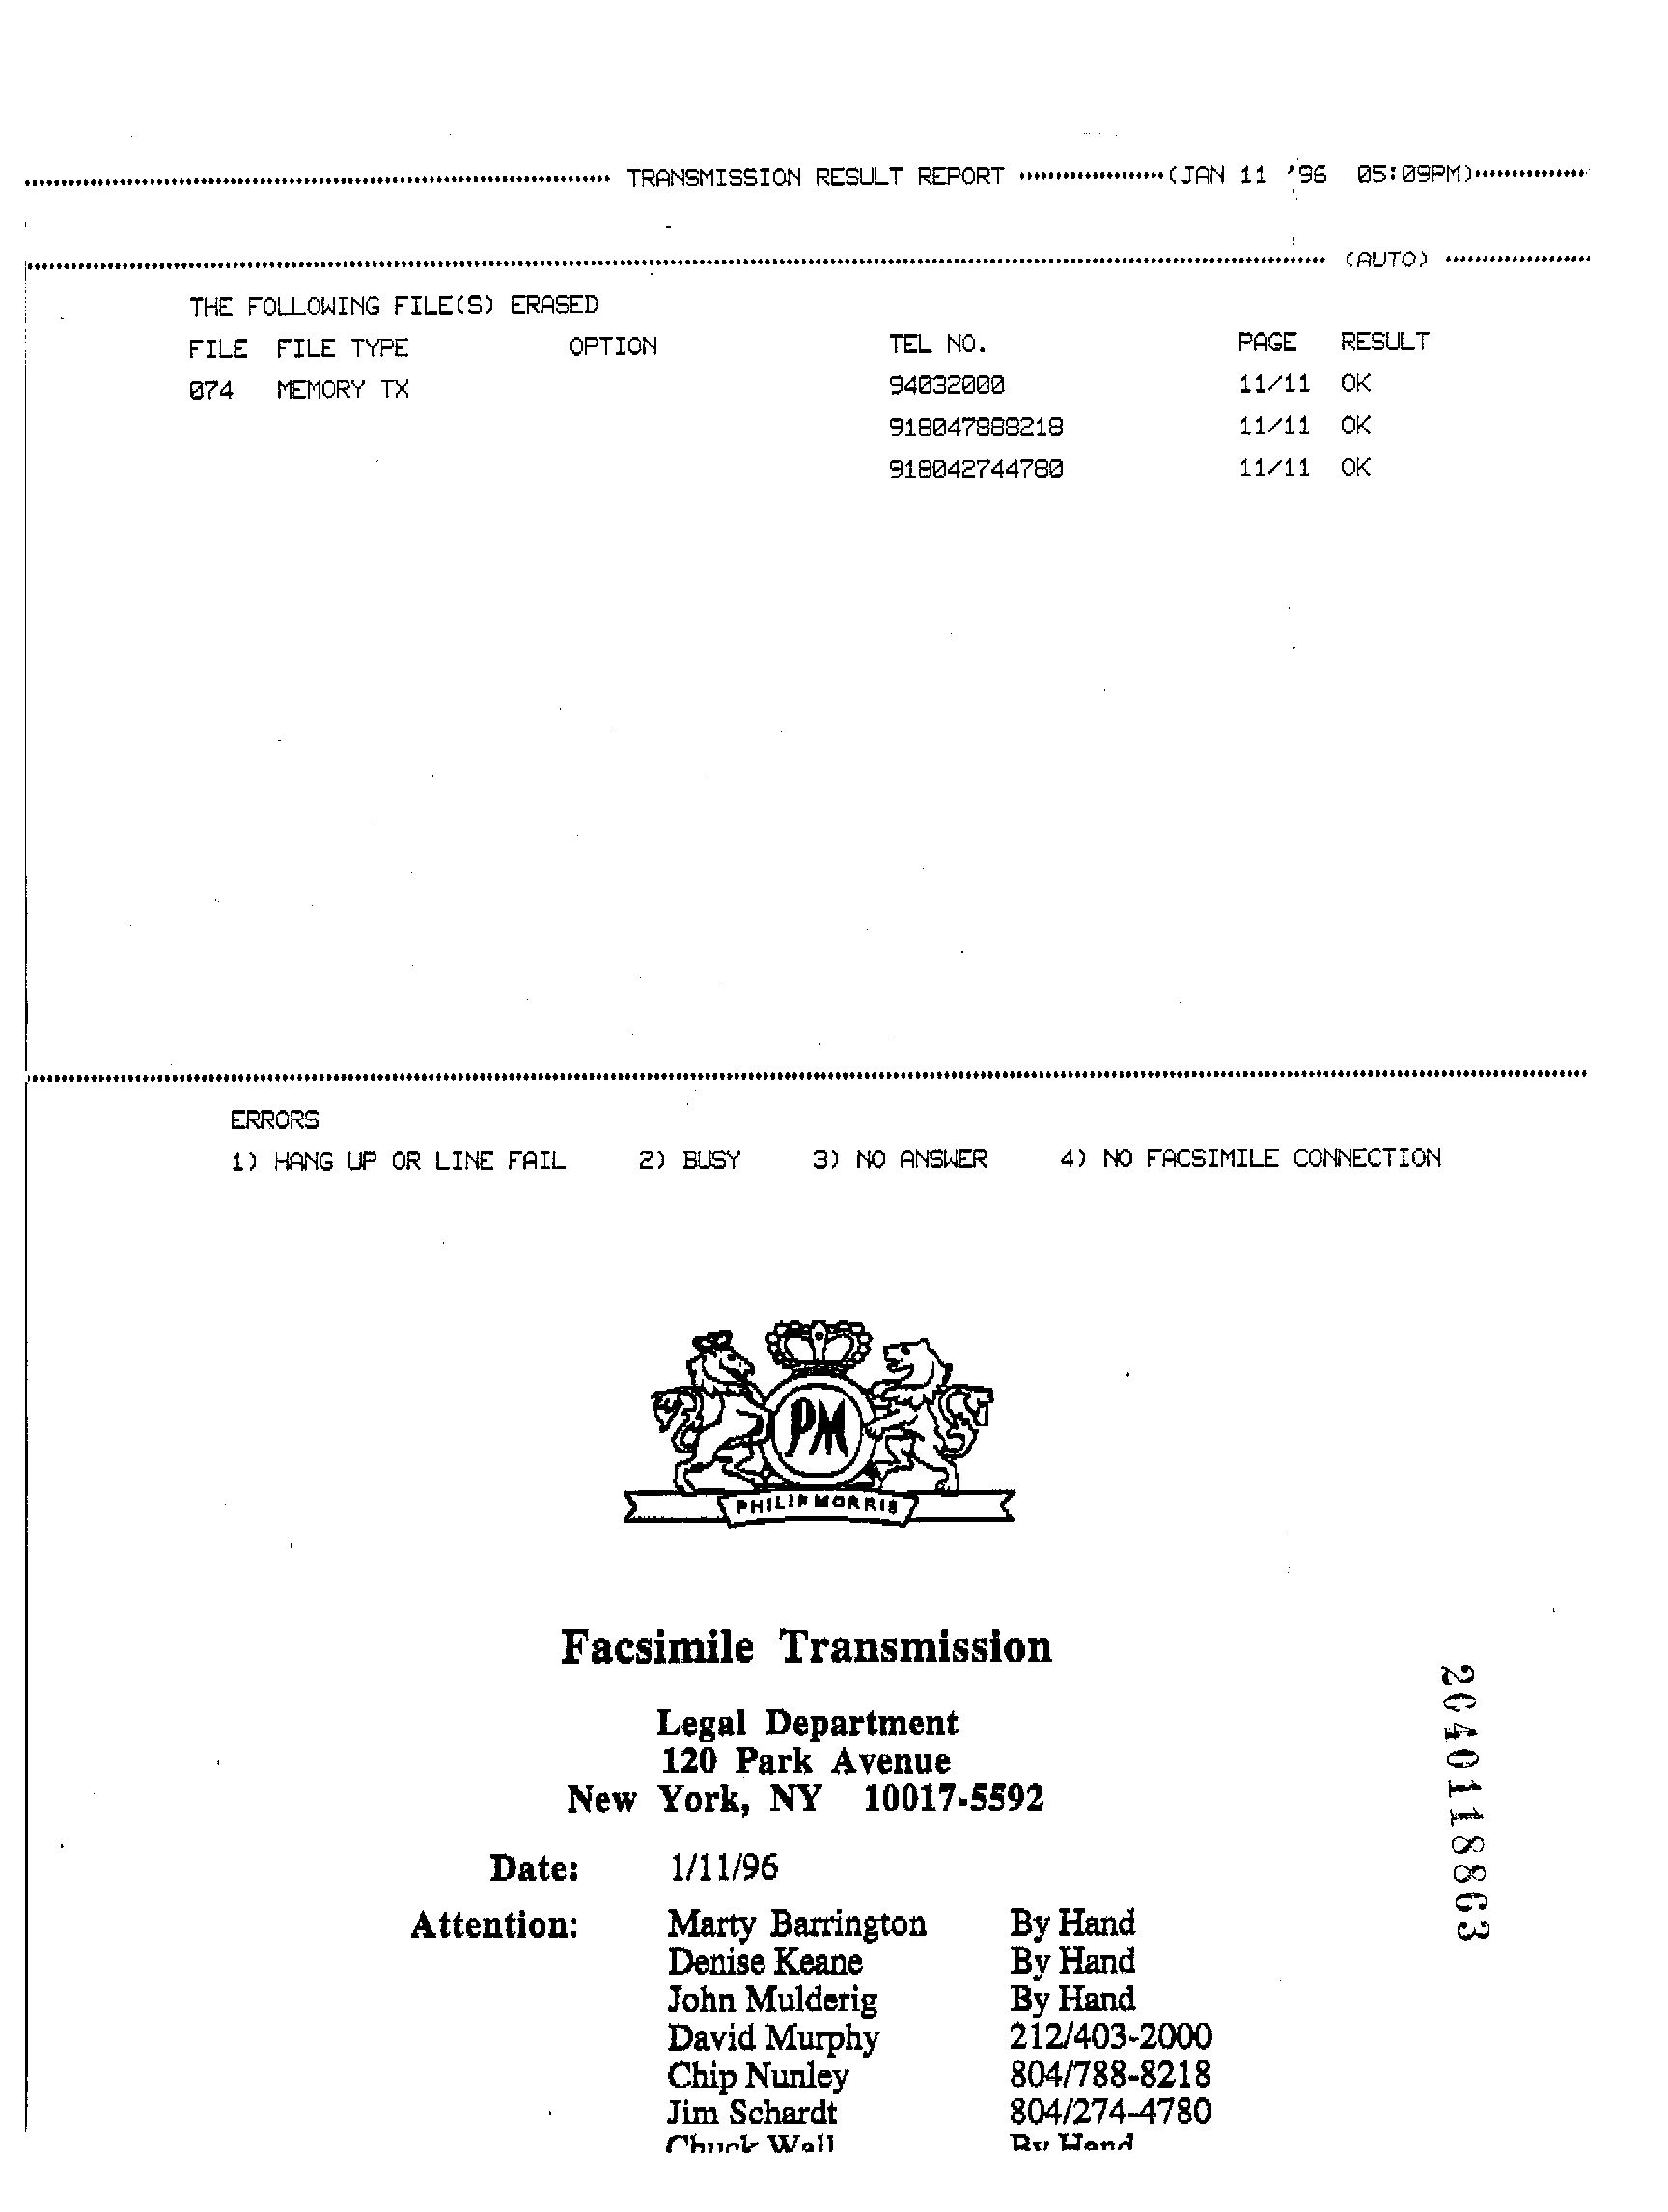 TRANSMISSION RESULT REPORT (JAN 11 '96 05:09PM)
(AUTO)
THE FOLLOWING FILE(S) ERASED
FILE FILE TYPE OPTION TEL NO. PAGE RESULT
074 MEMORY TX 94032000 11/11 OK
918047888218 11/11 OK
918042744780 11/11 OK
ERRORS
1) HANG UP OR LINE FAIL 2) BUSY 3) NO ANSWER 4) NO FACSIMILE CONNECTION
PM
PHILIP MORRIS
Facsimile Transmission
Legal Department
120 Park Avenue
New York, NY 10017-5592
Date: 1/11/96
Attention: Marty Barrington By Hand
Denise Keane By Hand
John Mulderig By Hand
David Murphy 212/403-2000
Chip Nunley 804/788-8218
Jim Schardt 804/274-4780
Chuck Wall By Hand
2040118863